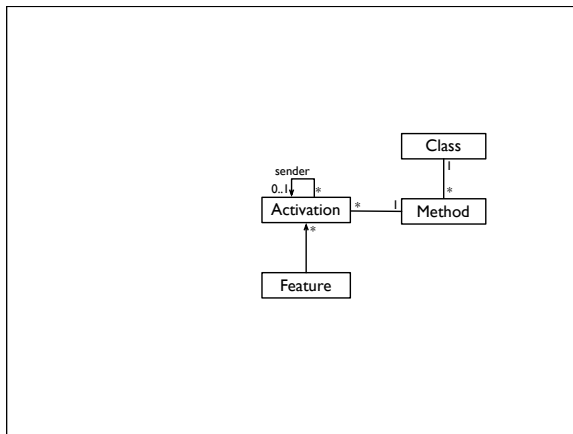 Class
1
sender
0..1
*
*
Activation
*
1
Method
*
Feature